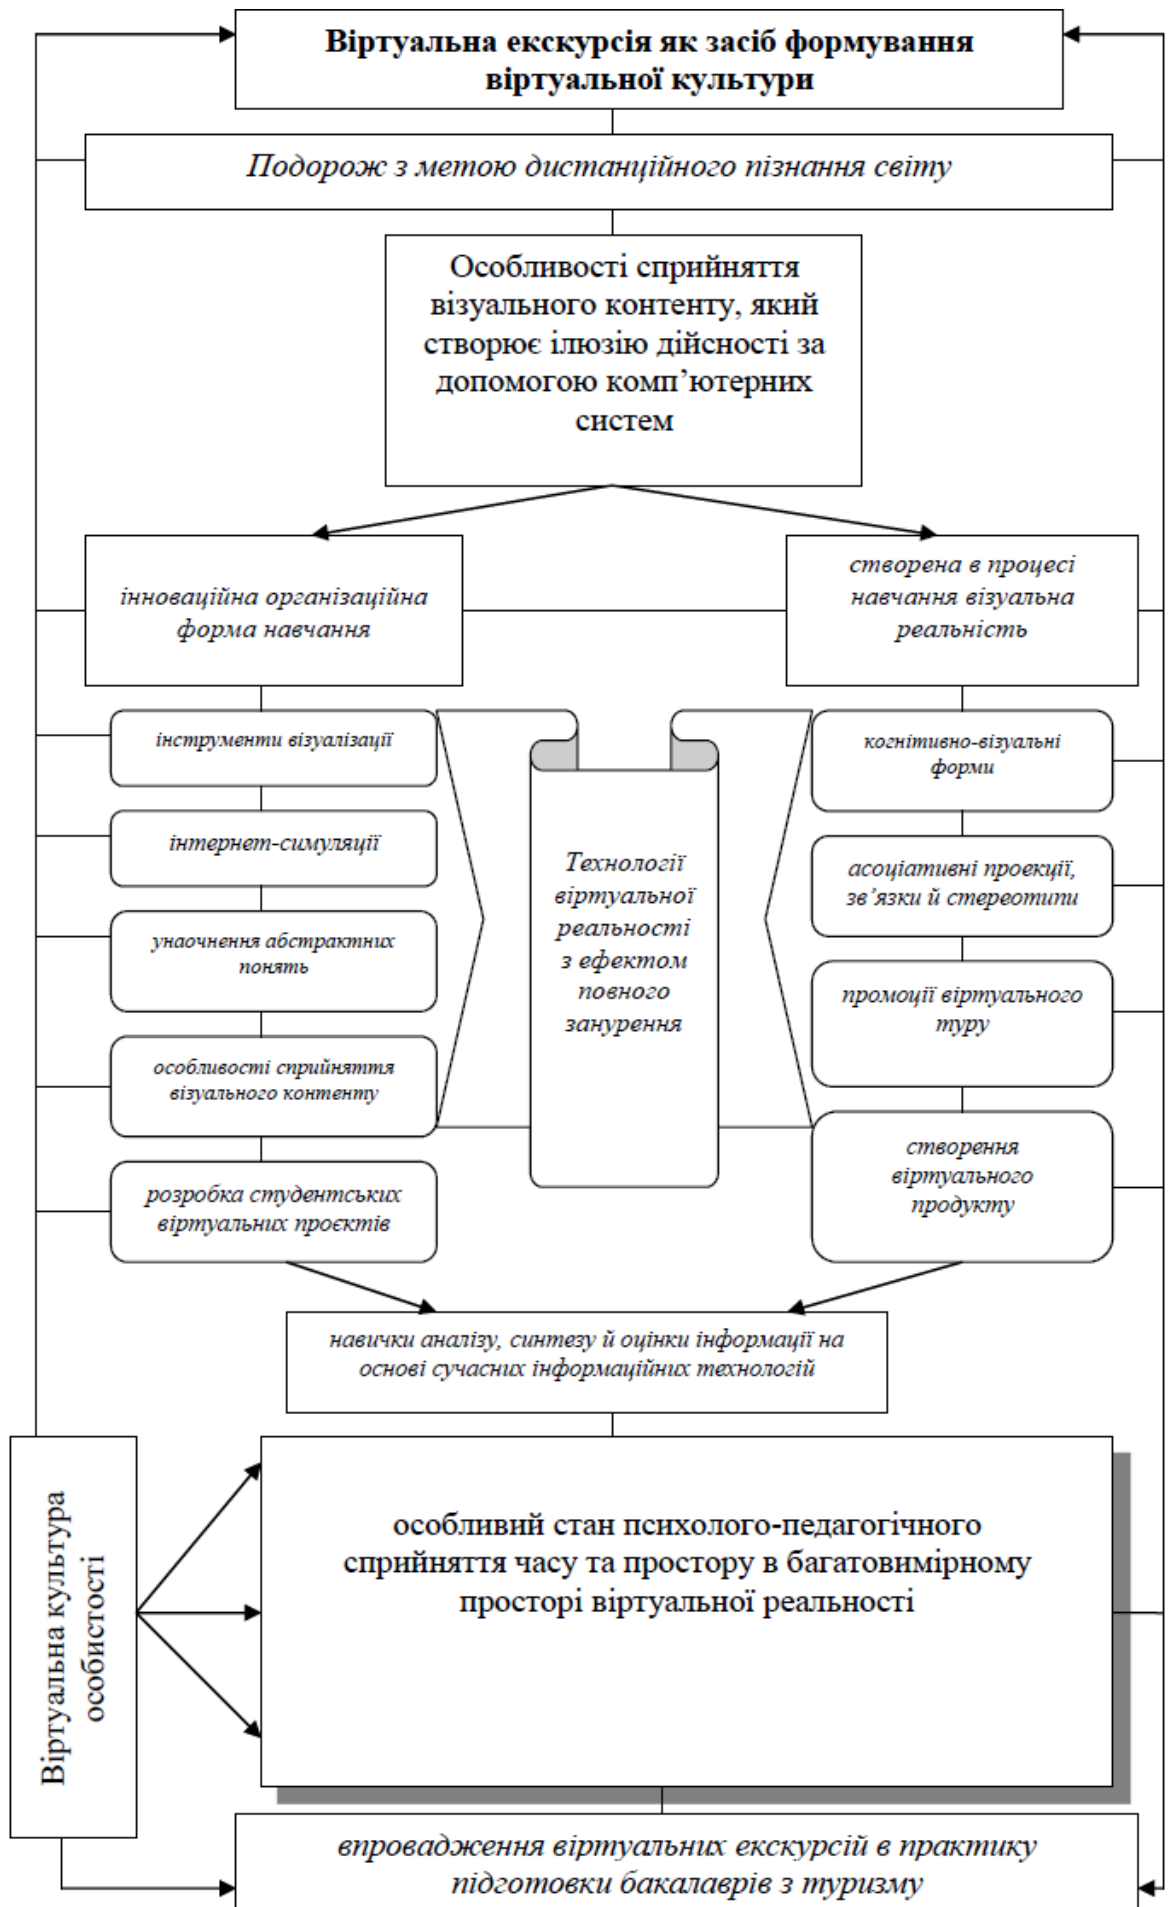 Віртуальна екскурсія як засіб формування
віртуальної культури
Подорож з метою дистанційного пізнання світу
Особливості сприйняття
візуального контенту, який
створює ілюзію дійсності за
допомогою комп’ютерних
систем
інноваційна організаційна
форма навчання
створена в процесі
навчання візуальна
реальність
інструменти візуалізації
інтернет-симуляції
унаочнення абстрактних
понять
особливості сприйняття
візуального контенту
розробка студентських
віртуальних проєктів
Технології
віртуальної
реальності
з ефектом
повного
занурення
когнітивно-візуальні
форми
асоціативні проекції,
зв’язки й стереотипи
промоції віртуального
туру
створення
віртуального
продукту
навички аналізу, синтезу й оцінки інформації на
основі сучасних інформаційних технологій
Віртуальна культура
особистості
особливий стан психолого-педагогічного
сприйняття часу та простору в багатовимірному
просторі віртуальної реальності
впровадження віртуальних екскурсій в практику
підготовки бакалаврів з туризму